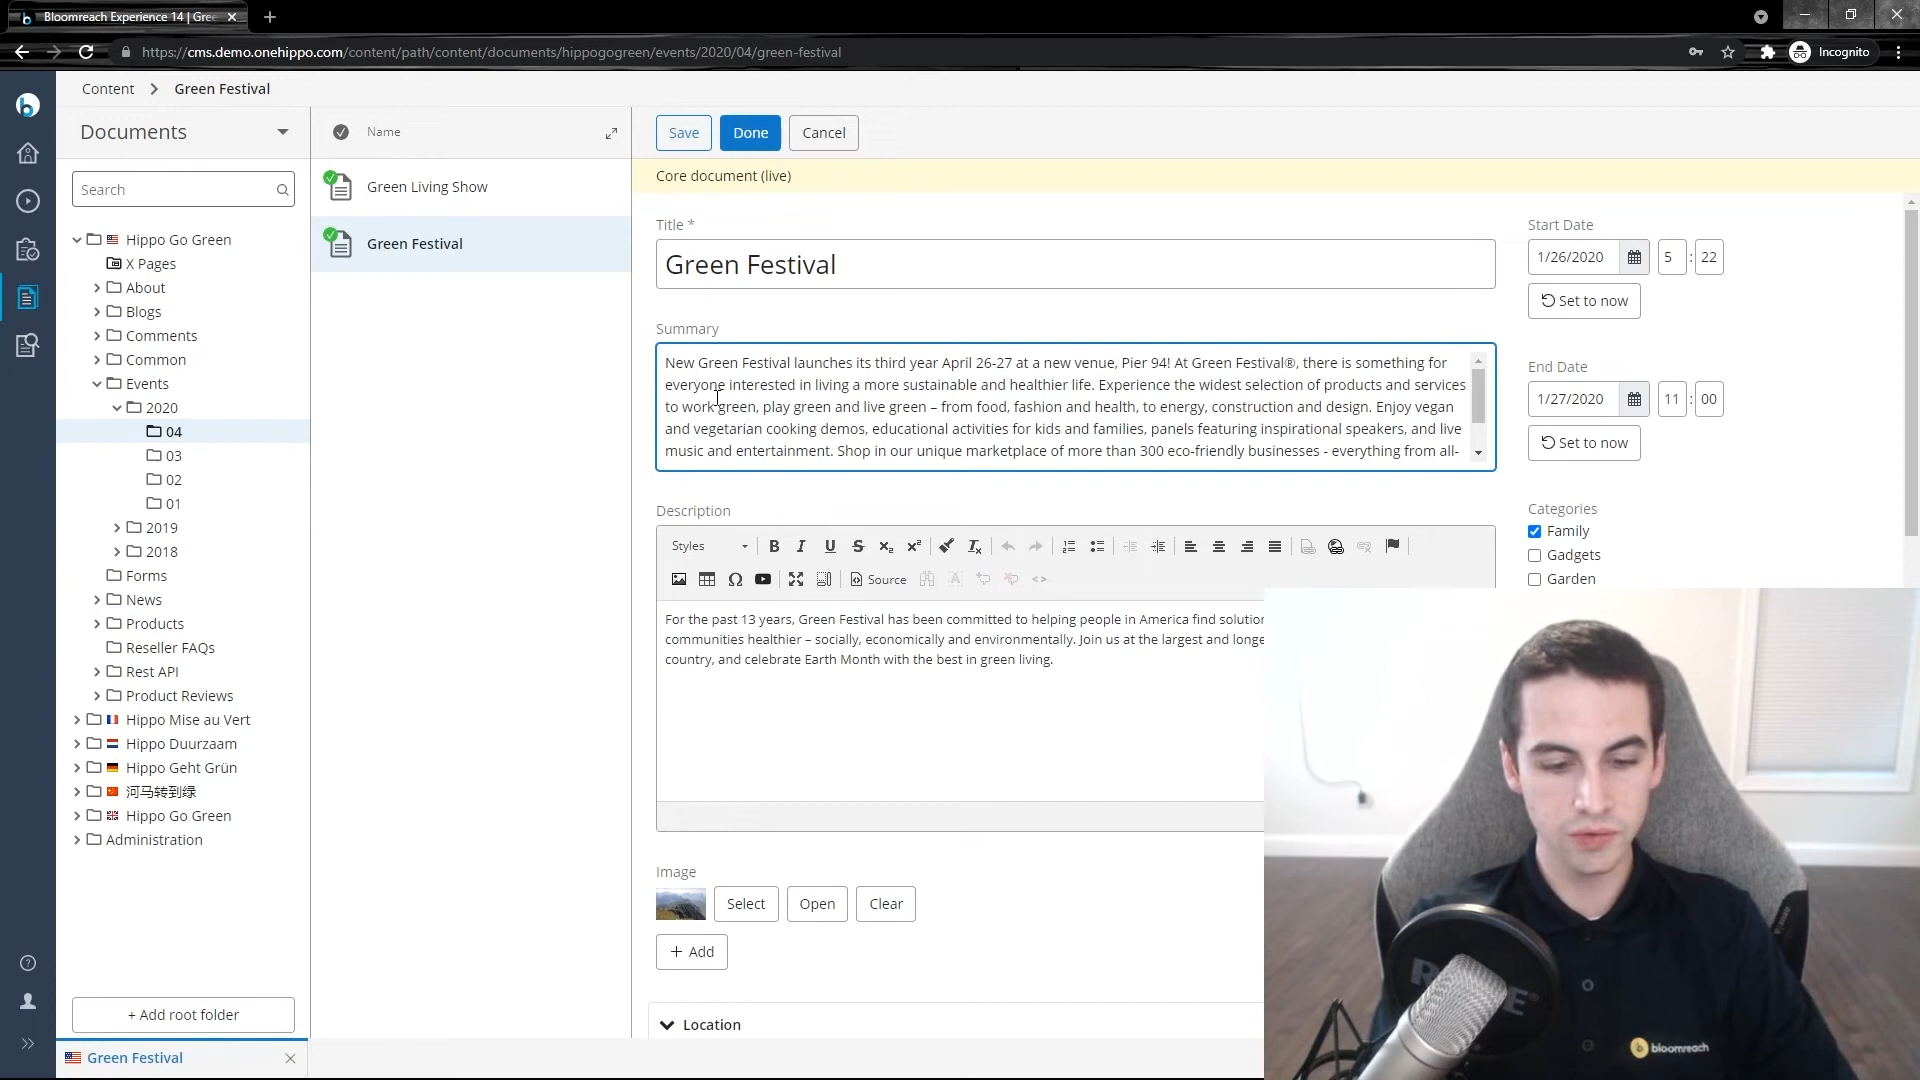 Bloomreach Experience 14 | Gre
https://cms.demo.onehippo.com/content/path/content/documents/hippogogreen/events/2020/04/green-festival
Incognito
Content > Green Festival
Documents
Search
Hippo Go Green
X Pages
About
Blogs
Comments
Common
Events
2020
04
03
02
01
2019
2018
Forms
News
Products
Reseller FAQs
Rest API
Product Reviews
Hippo Mise au Vert
Hippo Duurzaam
Hippo Geht Grün
河马转到绿
Hippo Go Green
Administration
+ Add root folder
Green Festival
Name
Green Living Show
Green Festival
Save Done Cancel
Core document (live)
Title *
Green Festival
Summary
New Green Festival launches its third year April 26-27 at a new venue, Pier 94! At Green Festival®, there is something for
everyone interested in living a more sustainable and healthier life. Experience the widest selection of products and services
to work green, play green and live green – from food, fashion and health, to energy, construction and design. Enjoy vegan
and vegetarian cooking demos, educational activities for kids and families, panels featuring inspirational speakers, and live
music and entertainment. Shop in our unique marketplace of more than 300 eco-friendly businesses - everything from all-
Description
Styles
Source
For the past 13 years, Green Festival has been committed to helping people in America find solution
communities healthier – socially, economically and environmentally. Join us at the largest and longe
country, and celebrate Earth Month with the best in green living.
Image
Select Open Clear
+ Add
Location
Start Date
1/26/2020 5 : 22
Set to now
End Date
1/27/2020 11 : 00
Set to now
Categories
Family
Gadgets
Garden
bloomreach